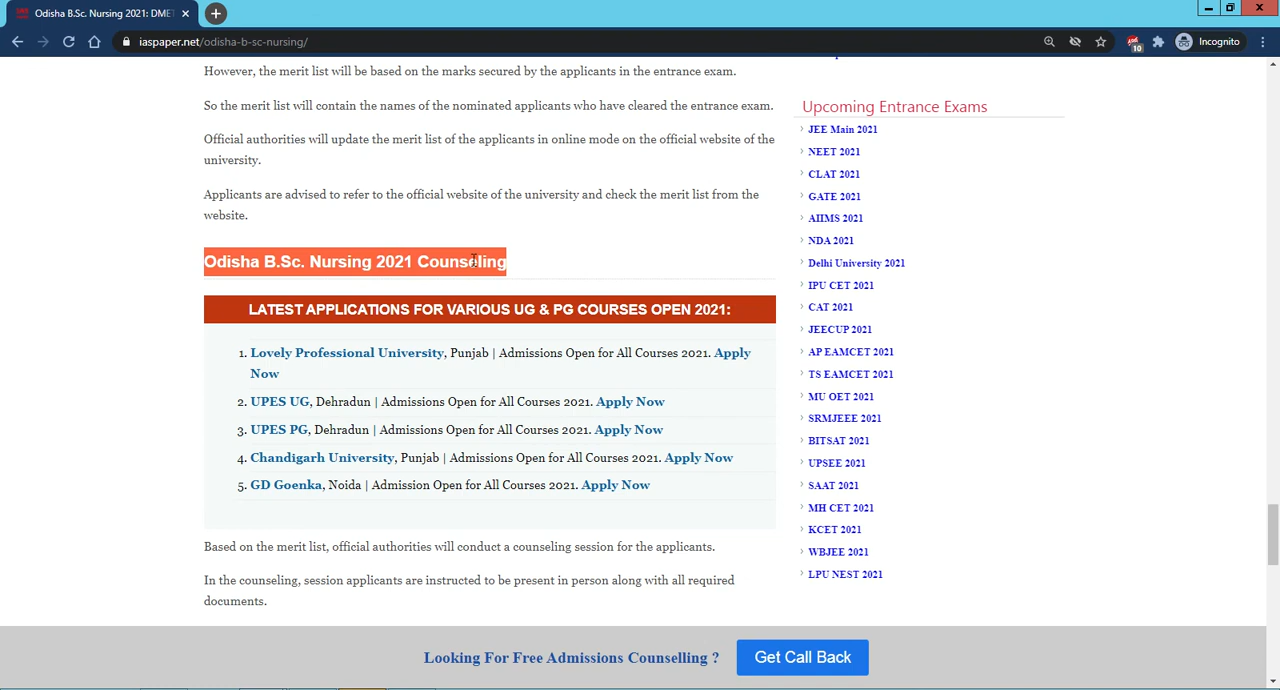 Odisha B.Sc. Nursing 2021: DMET
iaspaper.net/odisha-b-sc-nursing/
10
Incognito
However, the merit list will be based on the marks secured by the applicants in the entrance exam.
So the merit list will contain the names of the nominated applicants who have cleared the entrance exam.
Official authorities will update the merit list of the applicants in online mode on the official website of the
university.
Applicants are advised to refer to the official website of the university and check the merit list from the
website.
Odisha B.Sc. Nursing 2021 Counselling
LATEST APPLICATIONS FOR VARIOUS UG & PG COURSES OPEN 2021:
1. Lovely Professional University, Punjab | Admissions Open for All Courses 2021. Apply
Now
2. UPES UG, Dehradun | Admissions Open for All Courses 2021. Apply Now
3. UPES PG, Dehradun | Admissions Open for All Courses 2021. Apply Now
4. Chandigarh University, Punjab | Admissions Open for All Courses 2021. Apply Now
5. GD Goenka, Noida | Admission Open for All Courses 2021. Apply Now
Based on the merit list, official authorities will conduct a counseling session for the applicants.
In the counseling, session applicants are instructed to be present in person along with all required
documents.
Upcoming Entrance Exams
JEE Main 2021
NEET 2021
CLAT 2021
GATE 2021
AIIMS 2021
NDA 2021
Delhi University 2021
IPU CET 2021
CAT 2021
JEECUP 2021
AP EAMCET 2021
TS EAMCET 2021
MU OET 2021
SRMJEEE 2021
BITSAT 2021
UPSEE 2021
SAAT 2021
MH CET 2021
KCET 2021
WBJEE 2021
LPU NEST 2021
Looking For Free Admissions Counselling ?
Get Call Back